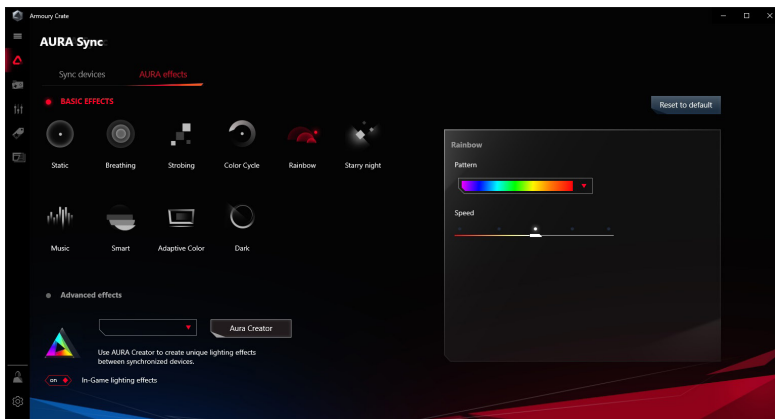 Armoury Crate
AURA Sync
Sync devices
AURA effects
BASIC EFFECTS
Reset to default
Static
Breathing
Strobing
Color Cycle
Rainbow
Starry night
Music
Smart
Adaptive Color
Dark
Rainbow
Pattern
Speed
Advanced effects
Aura Creator
Use AURA Creator to create unique lighting effects
between synchronized devices.
on
In-Game lighting effects